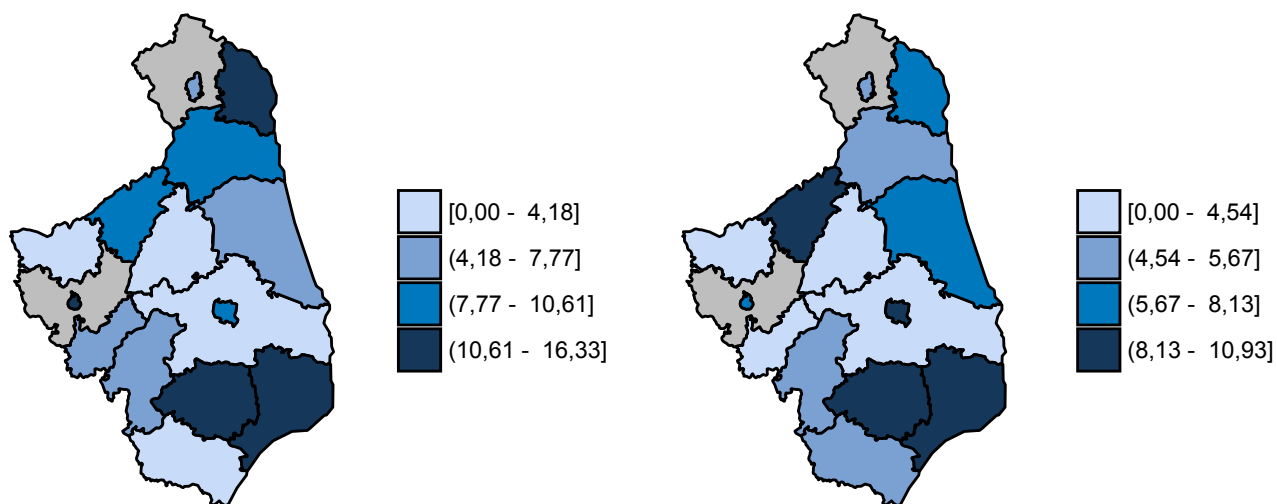 [0,00 - 4,18]
(4,18 - 7,77]
(7,77 - 10,61]
(10,61 - 16,33]
[0,00 - 4,54]
(4,54 - 5,67]
(5,67 - 8,13]
(8,13 - 10,93]